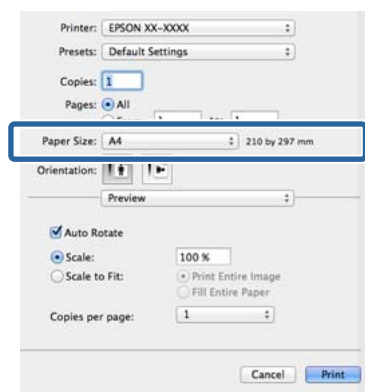 Printer: EPSON XX-XXXX
Presets: Default Settings
Copies: 1
Pages: All
Paper Size: A4 210 by 297 mm
Orientation:
Preview
Auto Rotate
Scale: 100 %
Scale to Fit: Print Entire Image
Fill Entire Paper
Copies per page: 1
Cancel Print